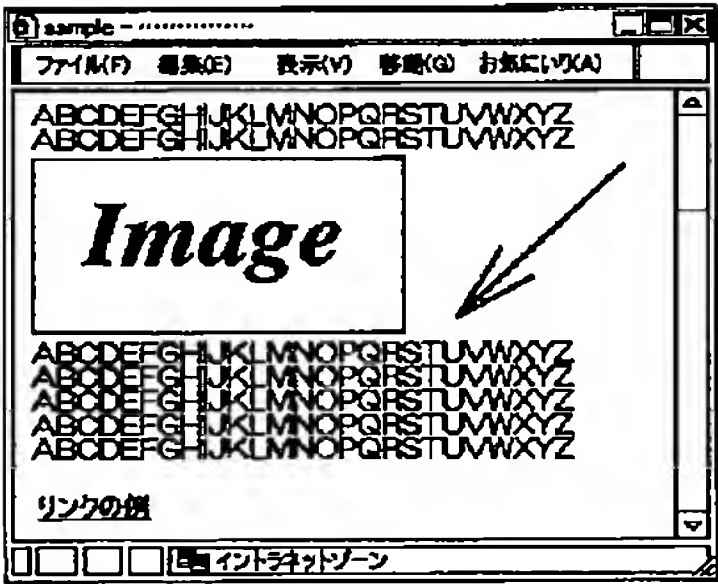 sample - ･･････････････
ファイル(F) 編集(E) 表示(V) 移動(G) お気にいり(A)
ABCDEFGHIJKLMNOPQRSTUVWXYZ
ABCDEFGHIJKLMNOPQRSTUVWXYZ
Image
ABCDEFGHIJKLMNOPQRSTUVWXYZ
ABCDEFGHIJKLMNOPQRSTUVWXYZ
ABCDEFGHIJKLMNOPQRSTUVWXYZ
ABCDEFGHIJKLMNOPQRSTUVWXYZ
ABCDEFGHIJKLMNOPQRSTUVWXYZ
リンクの例
イントラネットゾーン